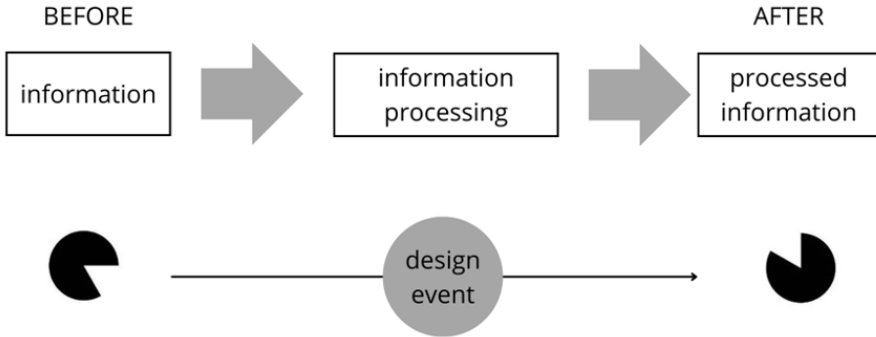 BEFORE
AFTER
information
information
processing
processed
information
design
event